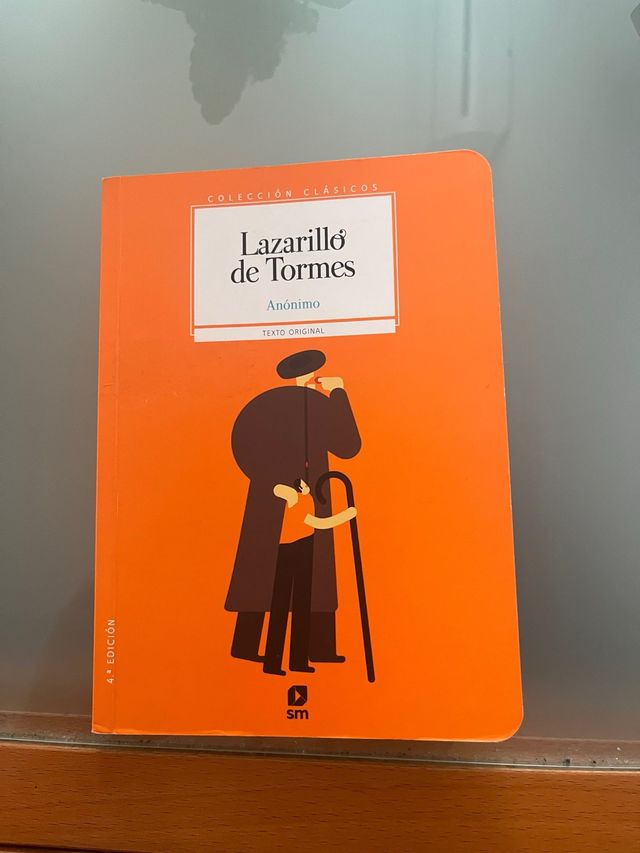 COLECCIÓN CLÁSICOS
Lazarillo
de Tormes
Anónimo
TEXTO ORIGINAL
4.ª EDICIÓN
sm